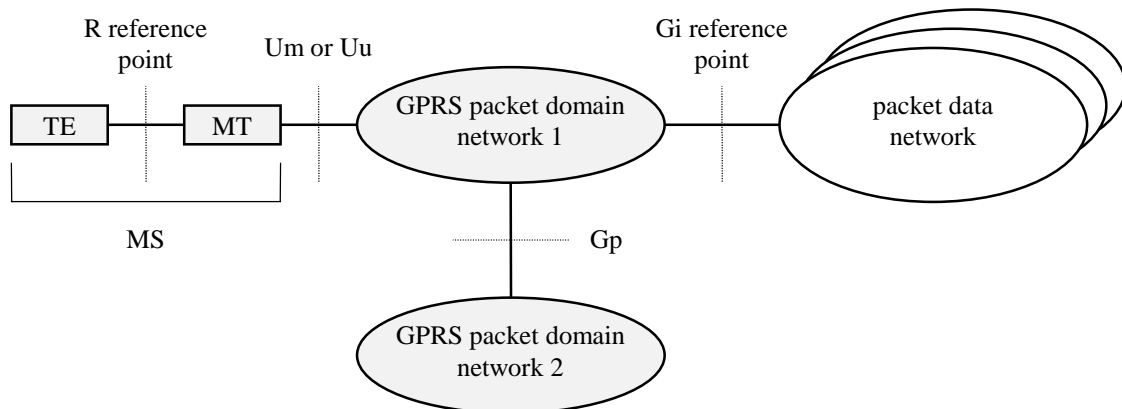 R reference
point
Um or Uu
Gi reference
point
TE
MT
GPRS packet domain
network 1
packet data
network
MS
Gp
GPRS packet domain
network 2